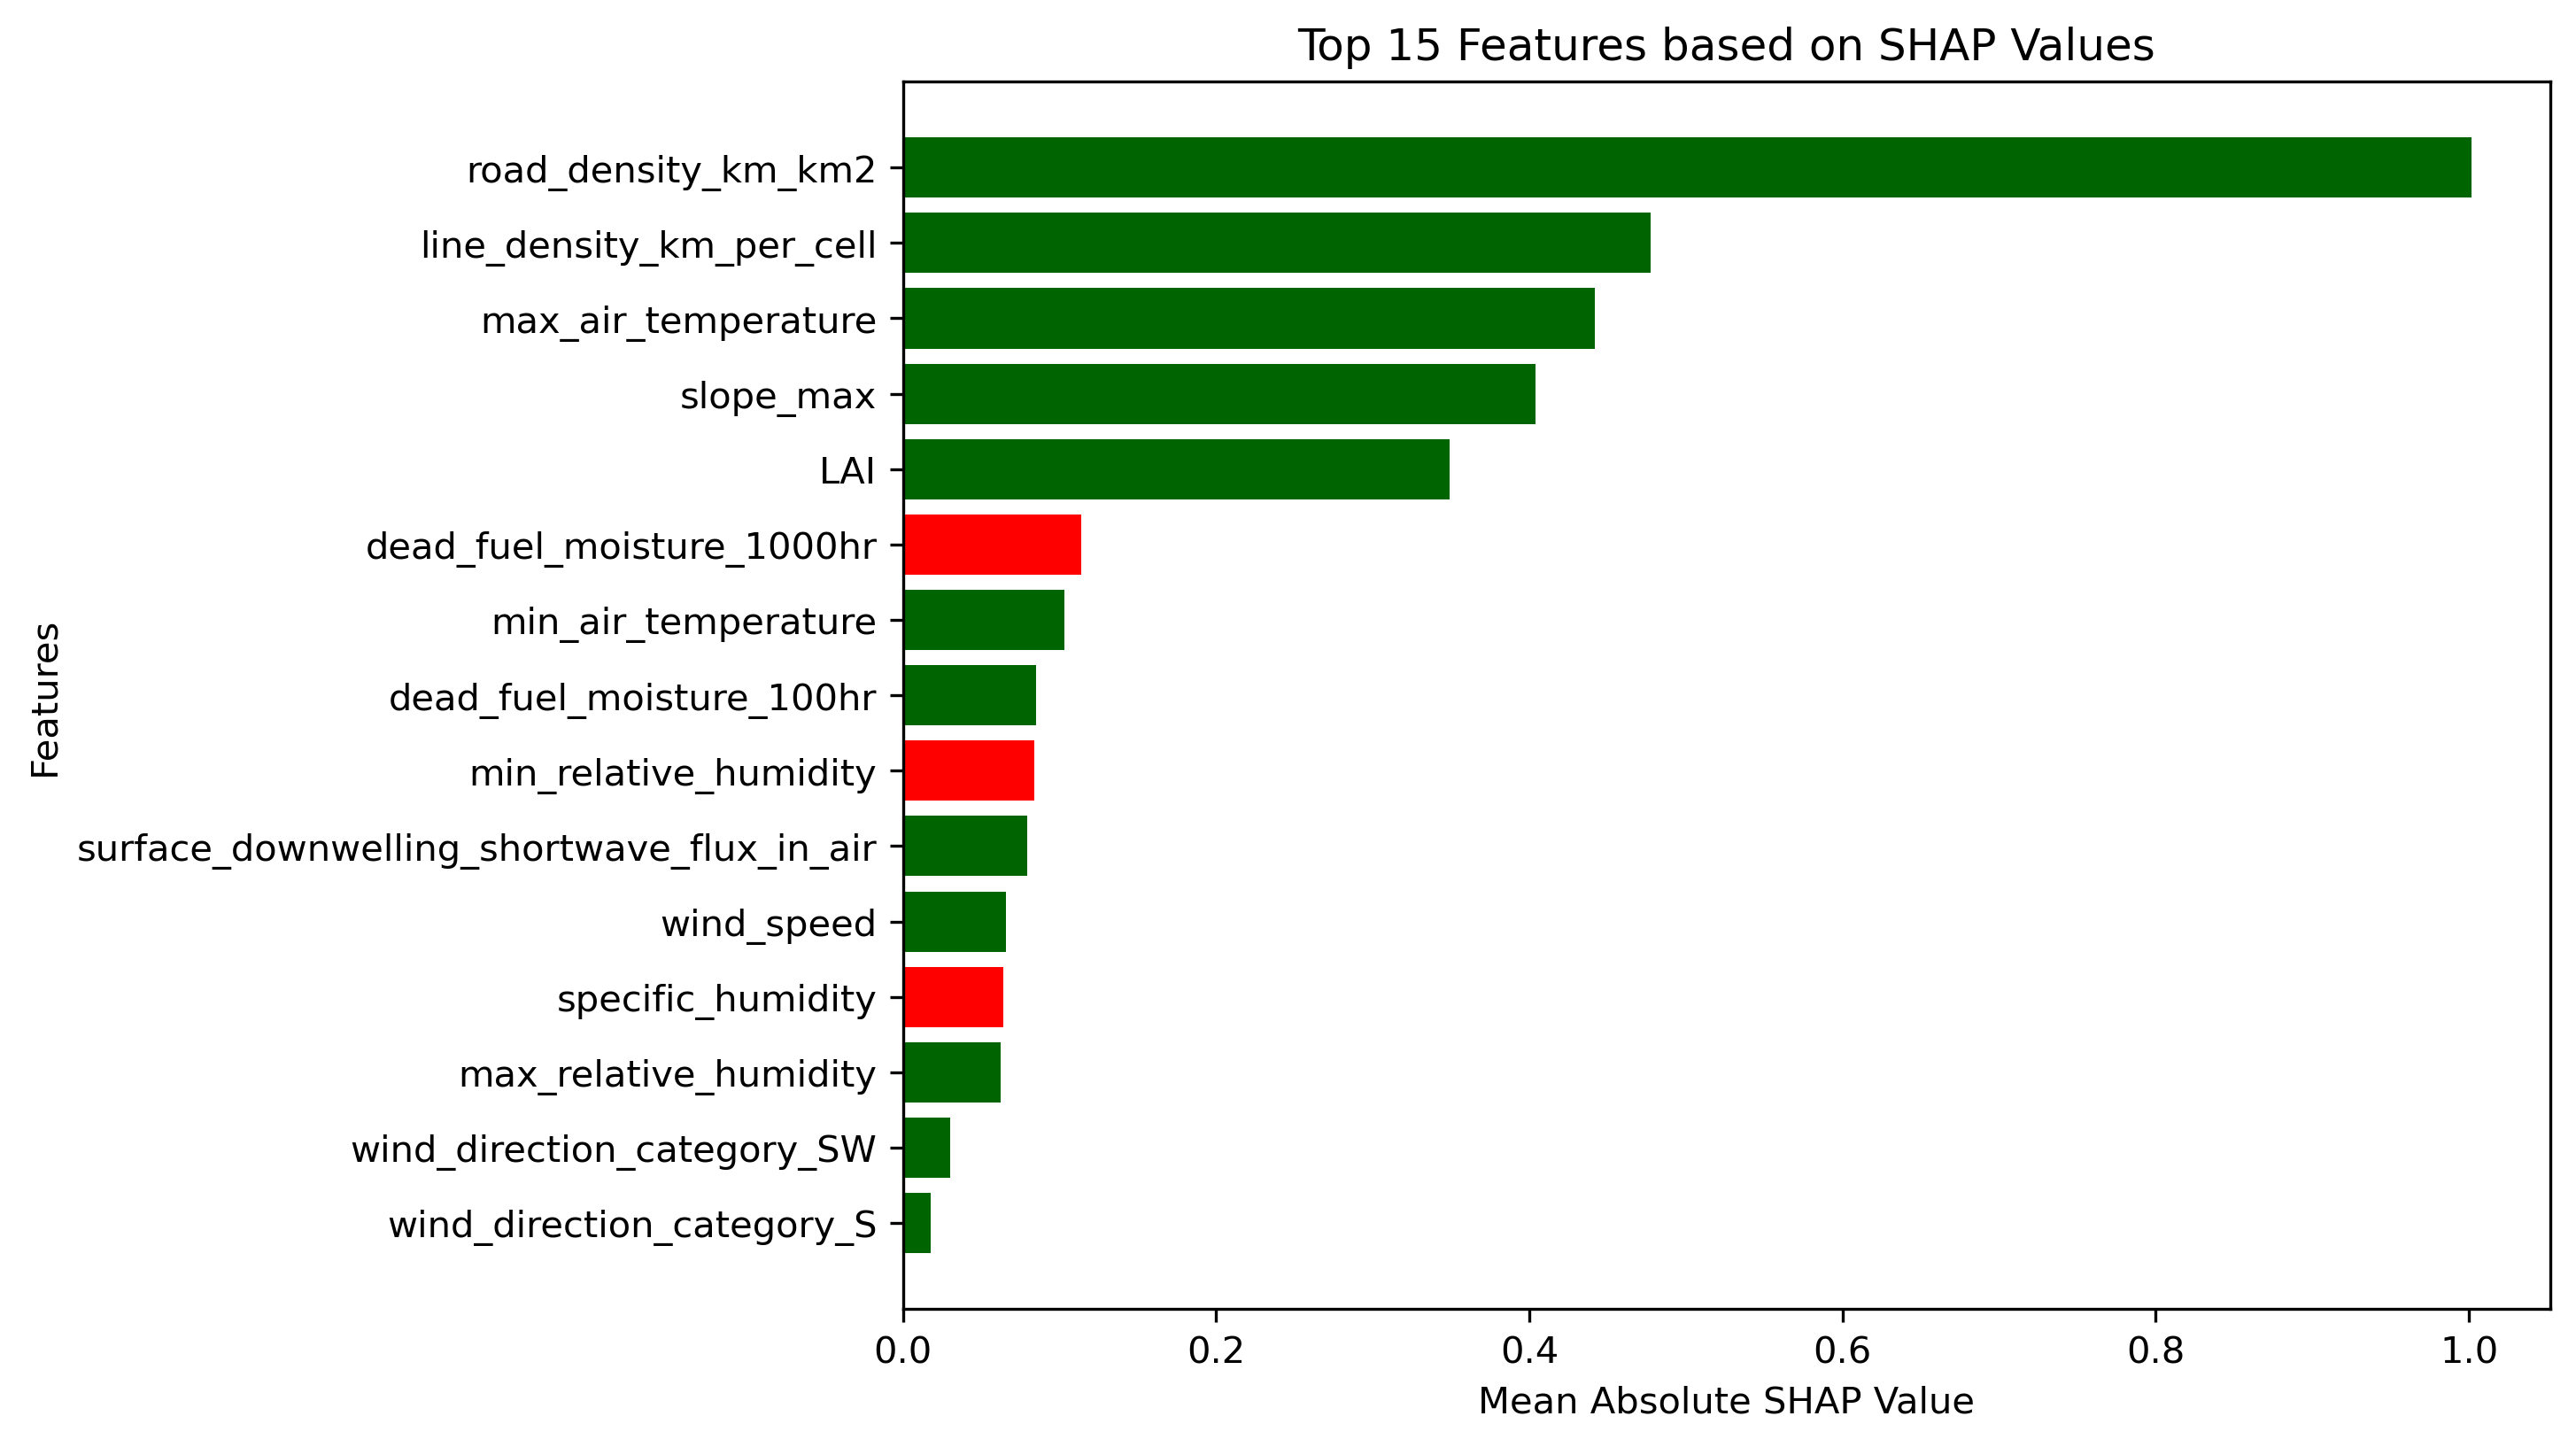 Top 15 Features based on SHAP Values
Features
road_density_km_km2
line_density_km_per_cell
max_air_temperature
slope_max
LAI
dead_fuel_moisture_1000hr
min_air_temperature
dead_fuel_moisture_100hr
min_relative_humidity
surface_downwelling_shortwave_flux_in_air
wind_speed
specific_humidity
max_relative_humidity
wind_direction_category_SW
wind_direction_category_S
0.0 0.2 0.4 0.6 0.8 1.0
Mean Absolute SHAP Value